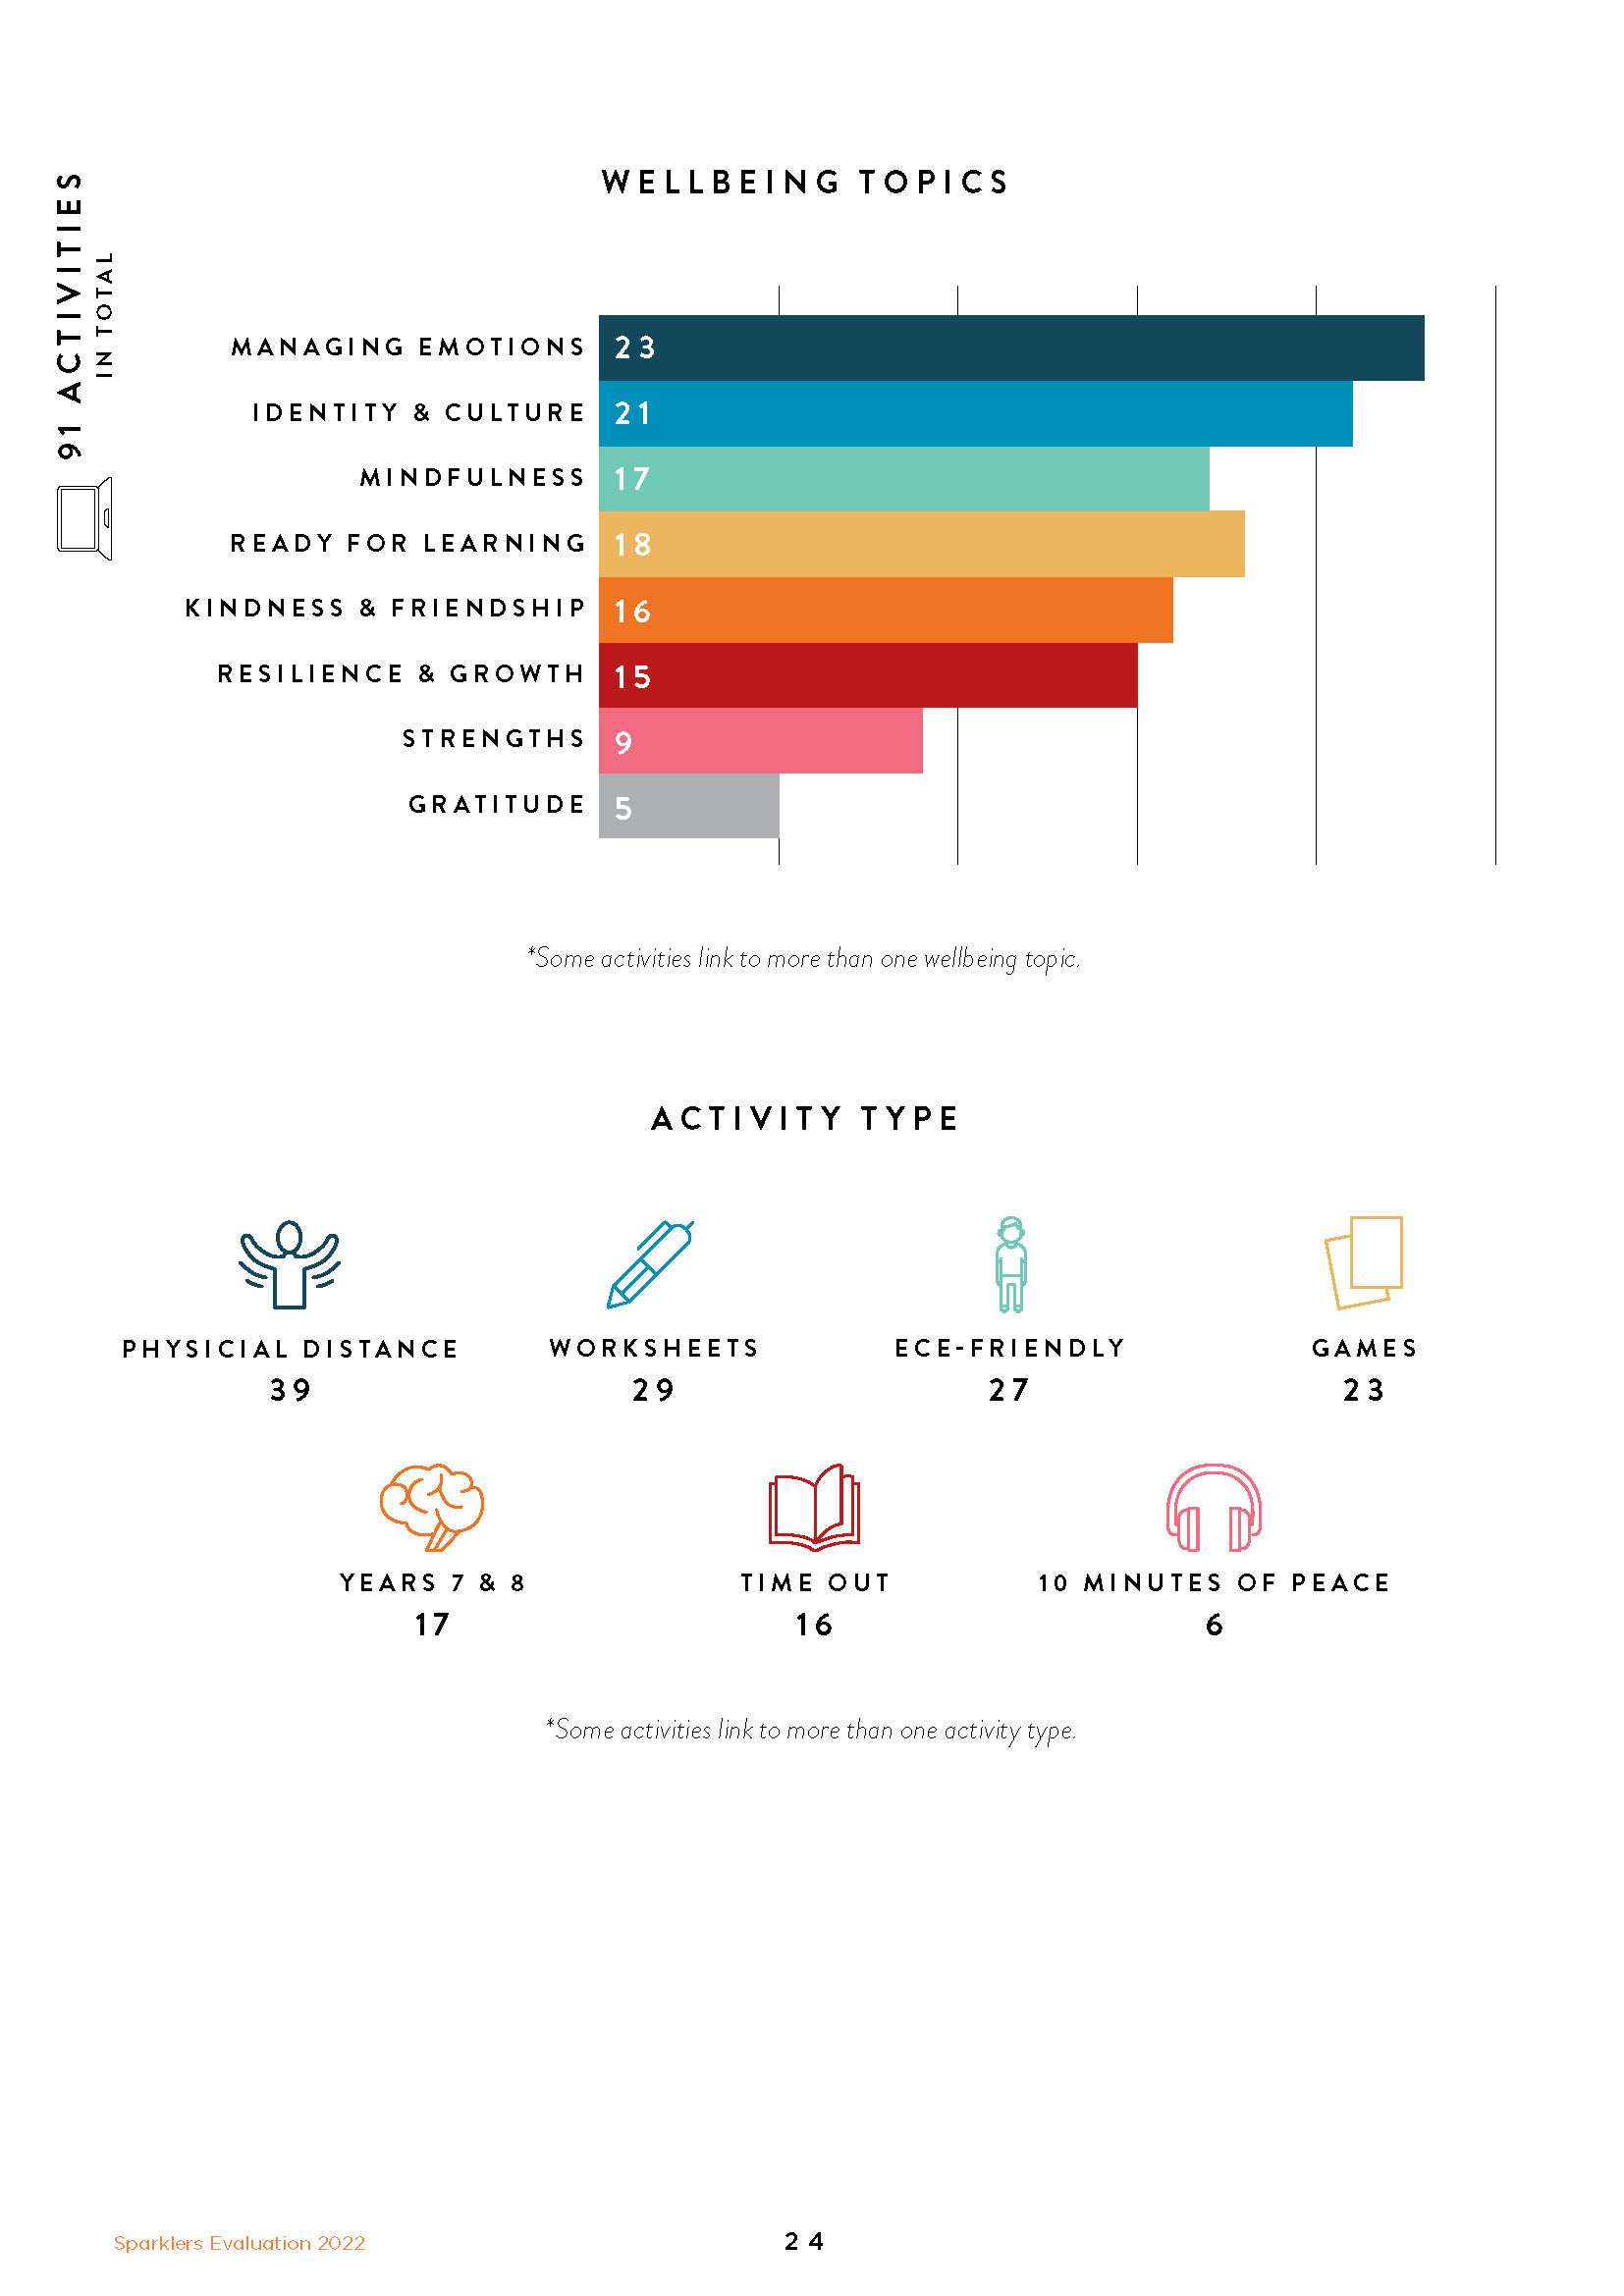 91 ACTIVITIES
IN TOTAL
WELLBEING TOPICS
MANAGING EMOTIONS 23
IDENTITY & CULTURE 21
MINDFULNESS 17
READY FOR LEARNING 18
KINDNESS & FRIENDSHIP 16
RESILIENCE & GROWTH 15
STRENGTHS 9
GRATITUDE 5
*Some activities link to more than one wellbeing topic.
ACTIVITY TYPE
PHYSICIAL DISTANCE WORKSHEETS ECE-FRIENDLY GAMES
39 29 27 23
YEARS 7 & 8 TIME OUT 10 MINUTES OF PEACE
17 16 6
*Some activities link to more than one activity type.
Sparklers Evaluation 2022 24